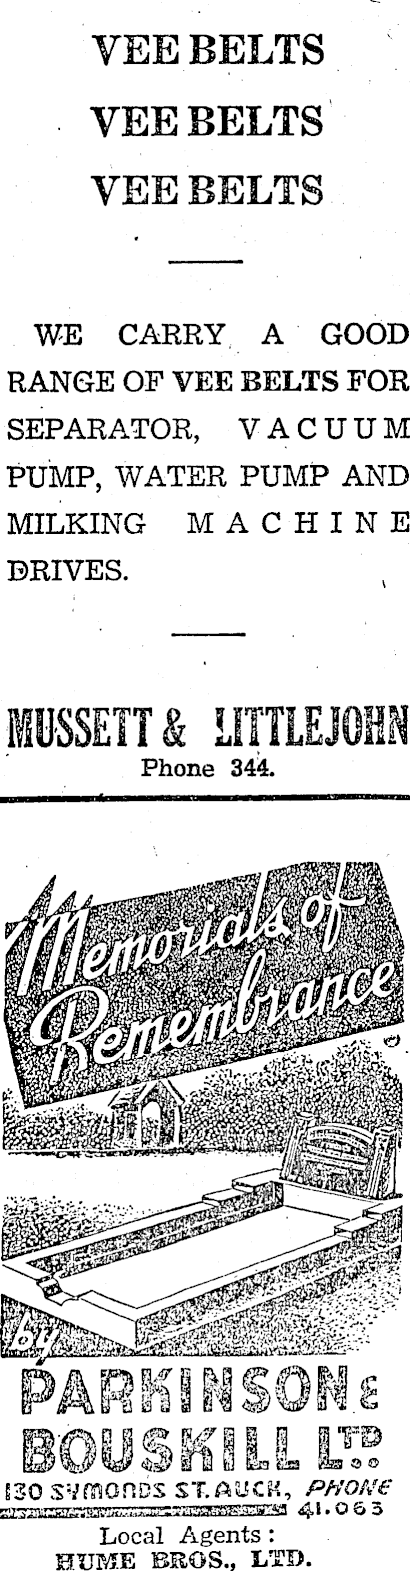 VEE BELTS
VEE BELTS
VEE BELTS
WE CARRY A GOOD
RANGE OF VEE BELTS FOR
SEPARATOR, VACUUM
PUMP, WATER PUMP AND
MILKING MACHINE
DRIVES.
MUSSETT & LITTLEJOHN
Phone 344.
Memorials of
Remembrance
by
PARKINSON &
BOUSKILL LTD.
130 SYMONDS ST. AUCK, PHONE
41.063
Local Agents:
HUME BROS., LTD.